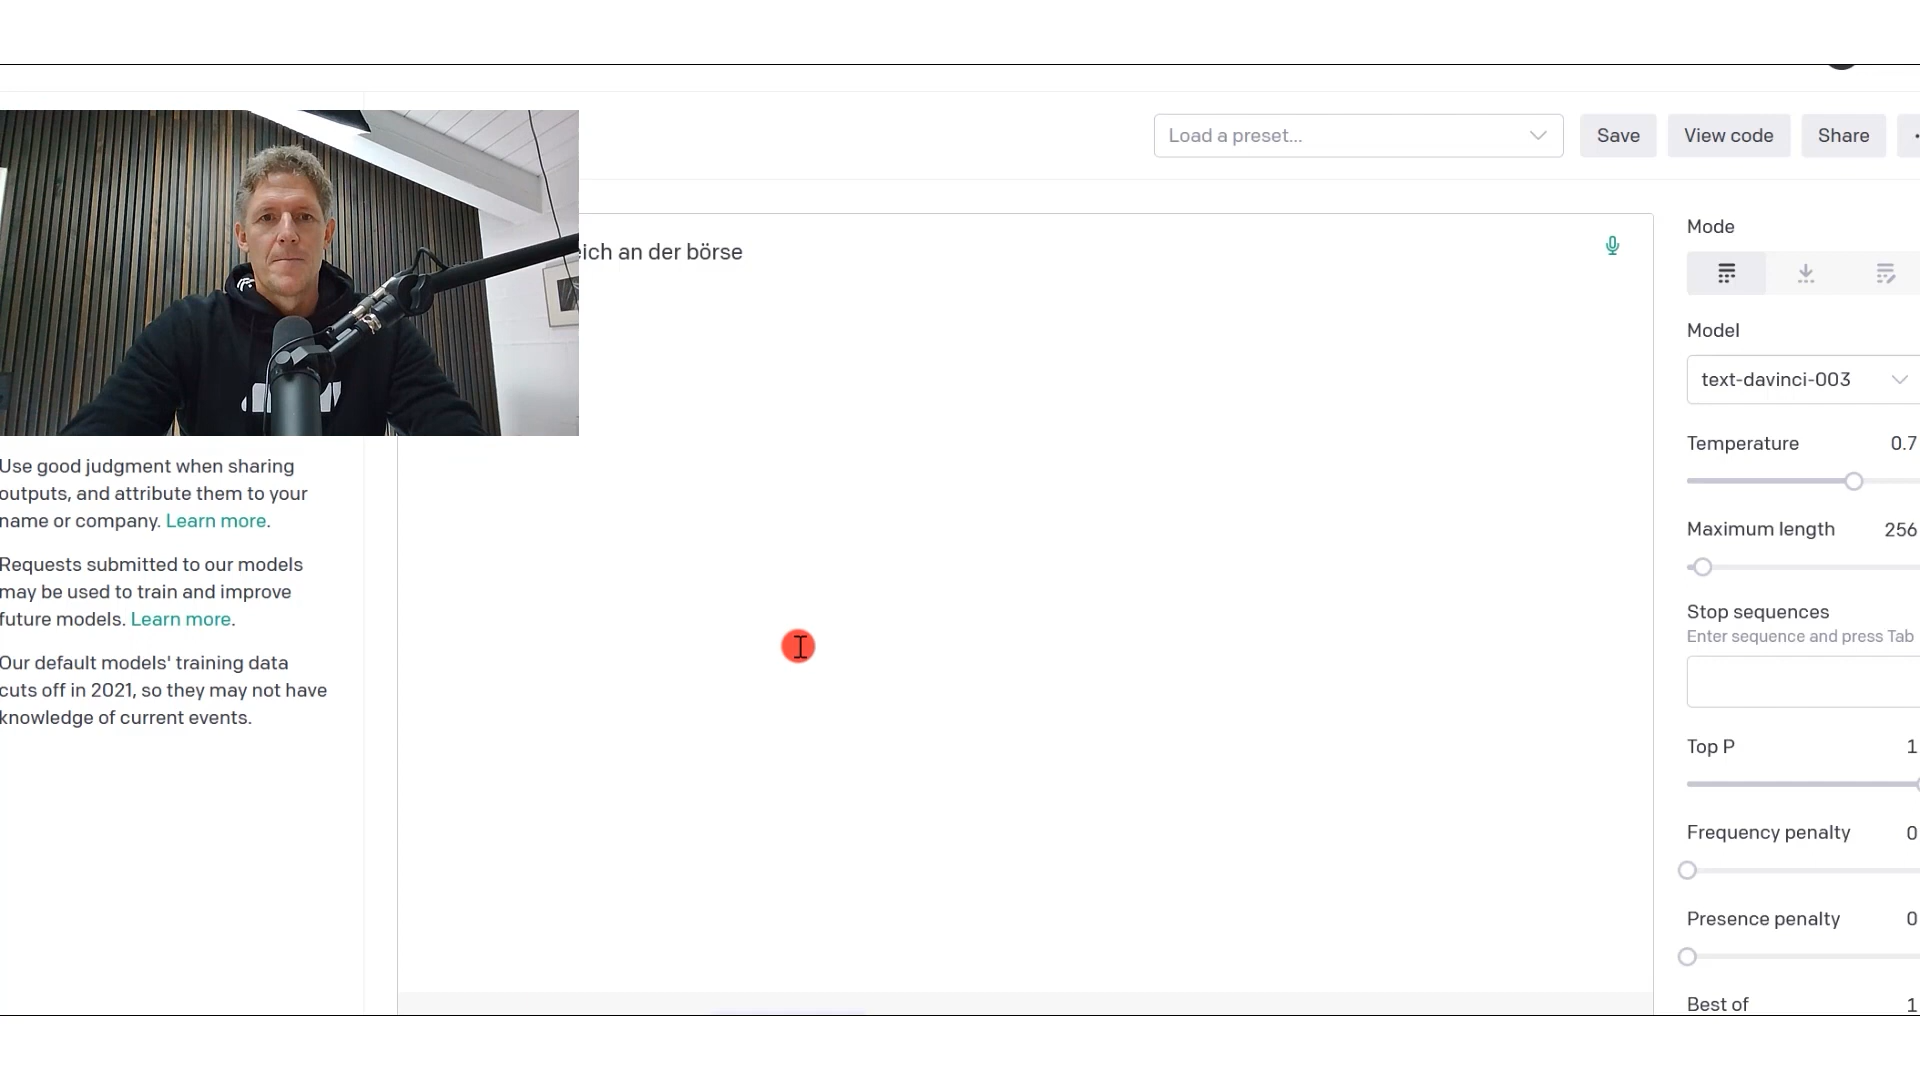 Load a preset...
Save
View code
Share
ich an der börse
Mode
Model
text-davinci-003
Temperature 0.7
Maximum length 256
Stop sequences
Enter sequence and press Tab
Top P 1
Frequency penalty 0
Presence penalty 0
Best of 1
Use good judgment when sharing
outputs, and attribute them to your
name or company. Learn more.
Requests submitted to our models
may be used to train and improve
future models. Learn more.
Our default models' training data
cuts off in 2021, so they may not have
knowledge of current events.